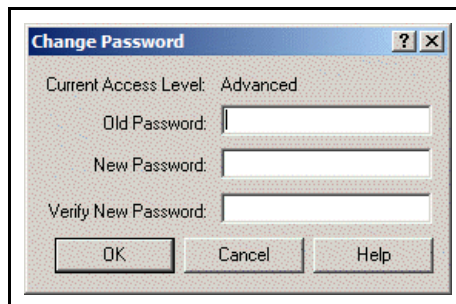 Change Password
Current Access Level: Advanced
Old Password:
New Password:
Verify New Password:
OK Cancel Help